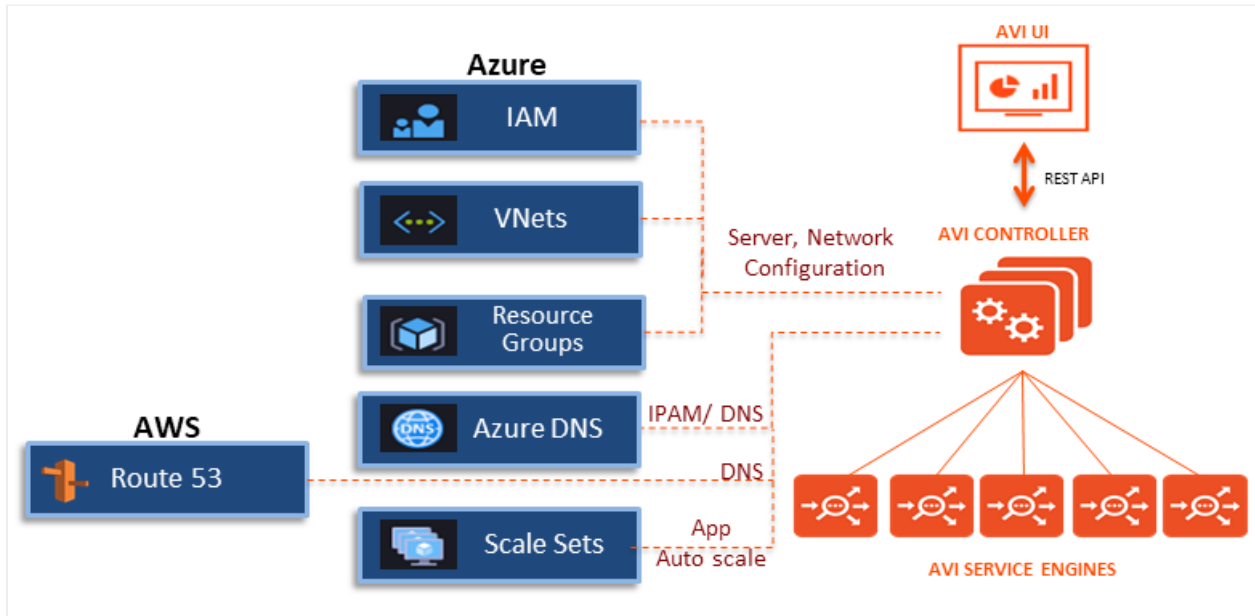 AVI UI
Azure
IAM
REST API
VNets
AVI CONTROLLER
Server, Network
Configuration
Resource
Groups
IPAM/ DNS
DNS
Azure DNS
AWS
DNS
Route 53
App
Auto scale
Scale Sets
AVI SERVICE ENGINES